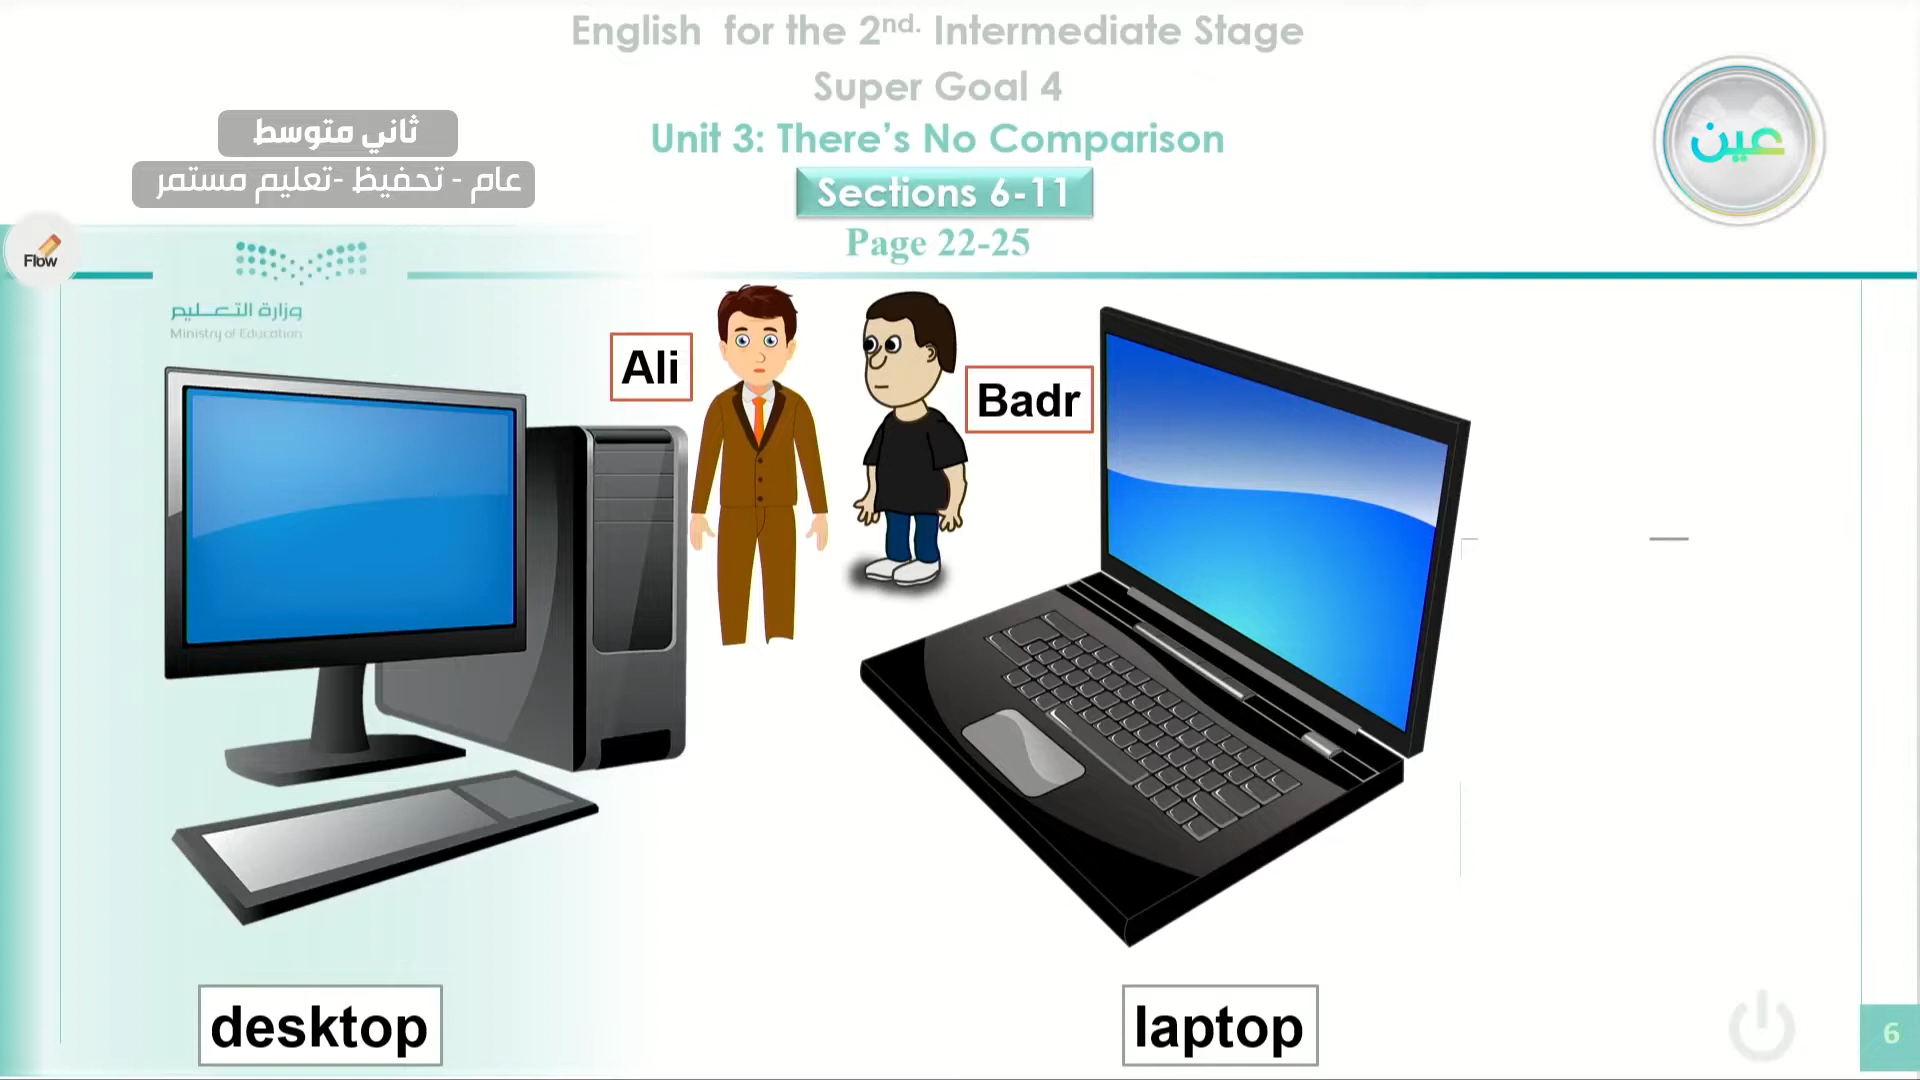 English for the 2nd. Intermediate Stage
Super Goal 4
Unit 3: There's No Comparison
Sections 6-11
Page 22-25
ثاني متوسط
عام - تحفيظ -تعليم مستمر
عين
Flow
وزارة التعليم
Ministry of Education
Ali
Badr
desktop
laptop
6